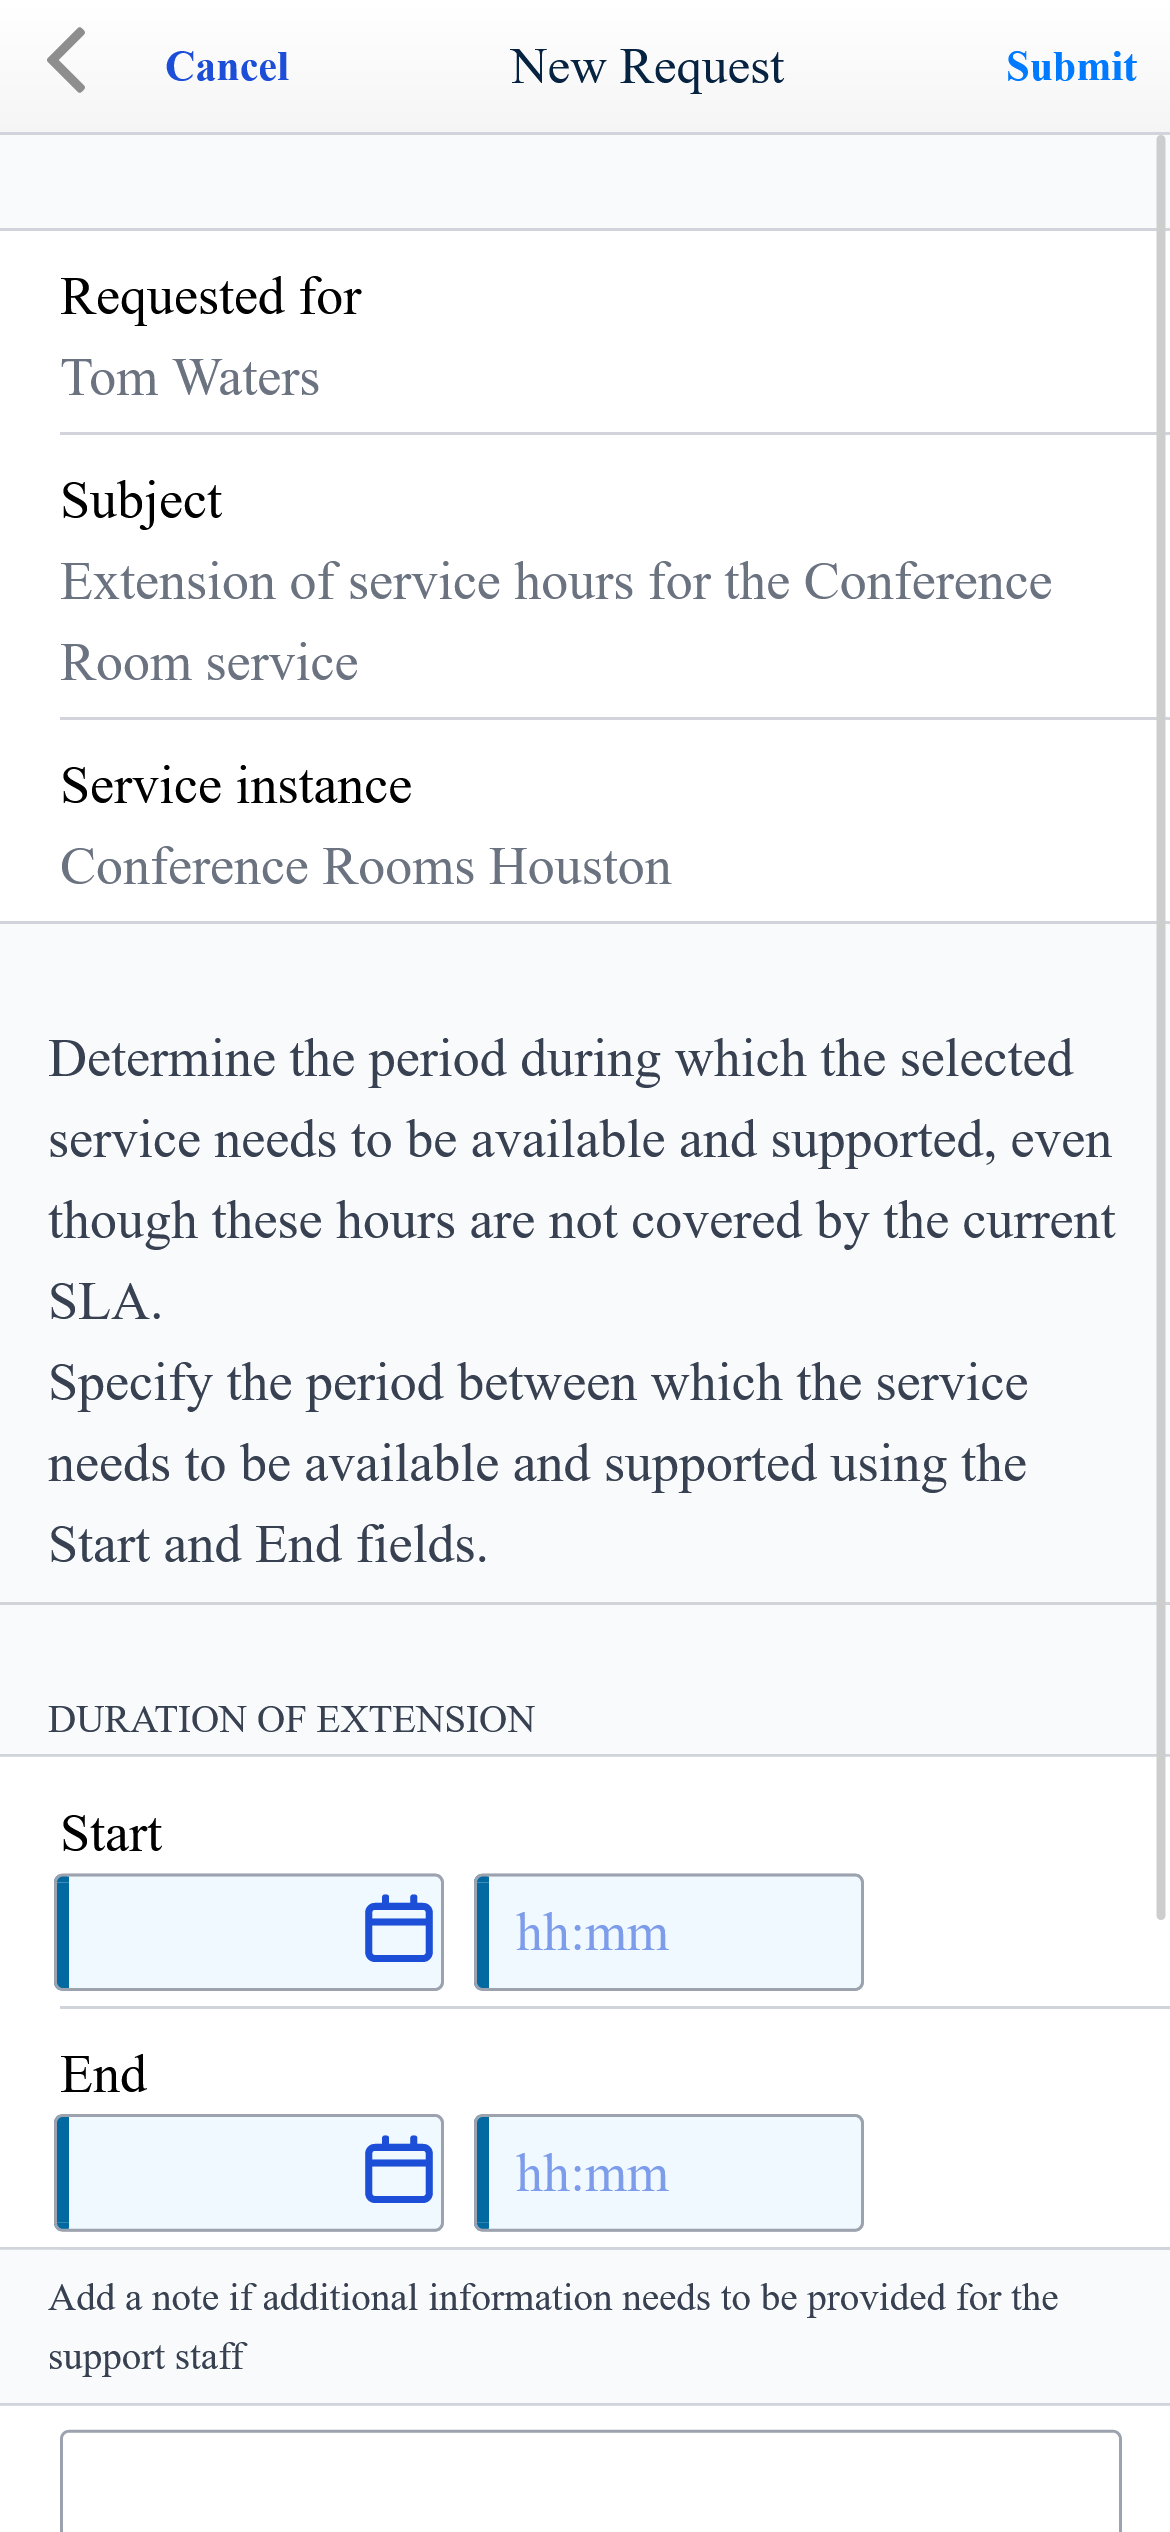 Cancel
New Request
Submit
Requested for
Tom Waters
Subject
Extension of service hours for the Conference
Room service
Service instance
Conference Rooms Houston
Determine the period during which the selected
service needs to be available and supported, even
though these hours are not covered by the current
SLA.
Specify the period between which the service
needs to be available and supported using the
Start and End fields.
DURATION OF EXTENSION
Start
hh:mm
End
hh:mm
Add a note if additional information needs to be provided for the
support staff